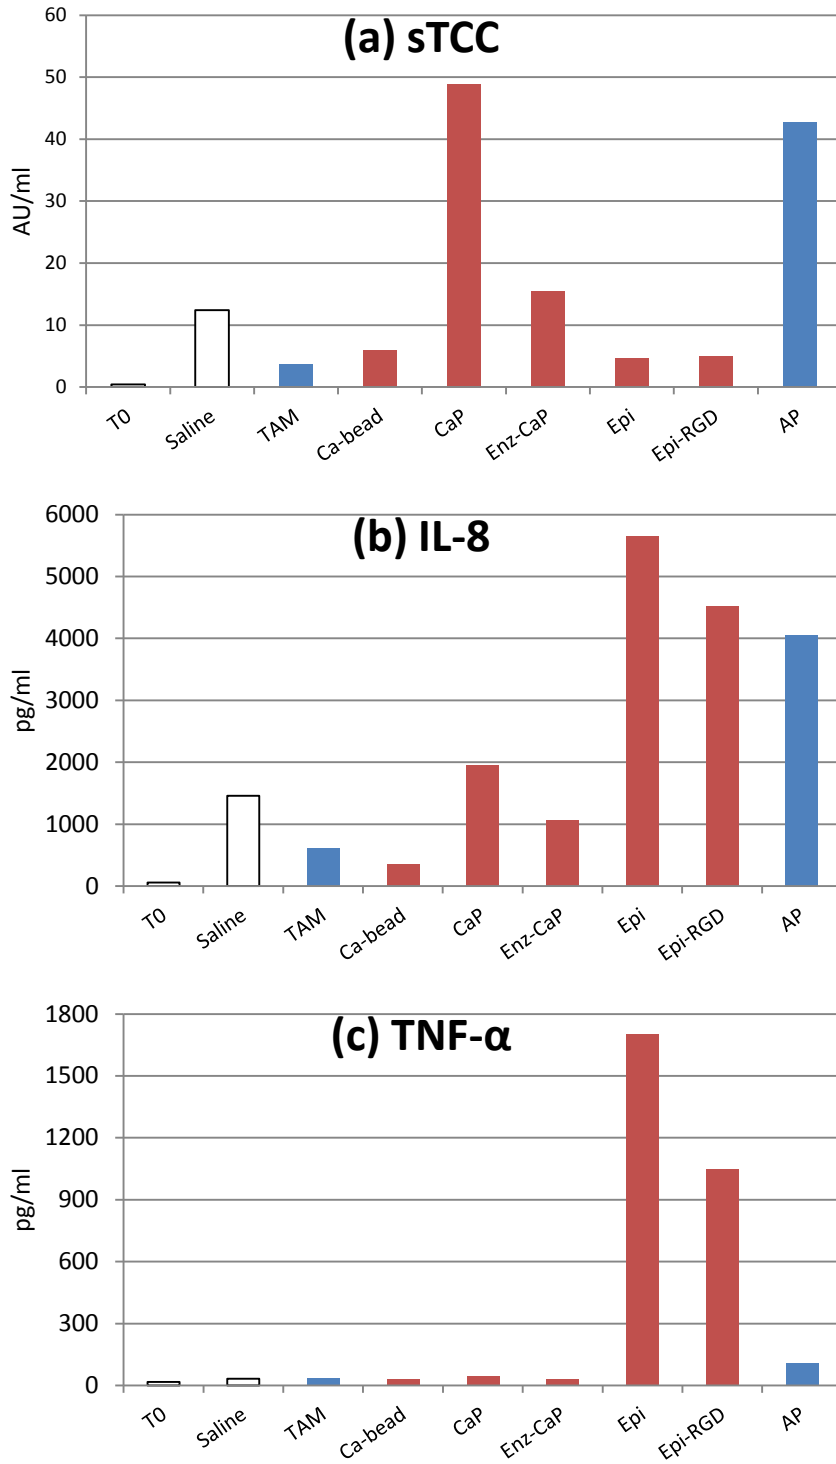 (a) sTCC
AU/ml
60
50
40
30
20
10
0
T0 Saline TAM Ca-bead CaP Enz-CaP Epi Epi-RGD AP
(b) IL-8
pg/ml
6000
5000
4000
3000
2000
1000
0
T0 Saline TAM Ca-bead CaP Enz-CaP Epi Epi-RGD AP
(c) TNF-α
pg/ml
1800
1500
1200
900
600
300
0
T0 Saline TAM Ca-bead CaP Enz-CaP Epi Epi-RGD AP